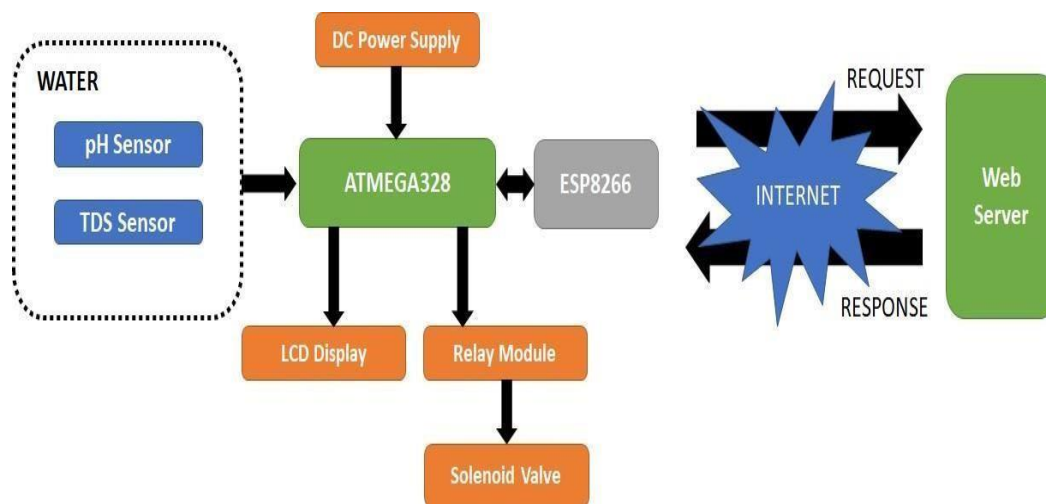 DC Power Supply
WATER
pH Sensor
TDS Sensor
ATMEGA328
ESP8266
LCD Display
Relay Module
Solenoid Valve
REQUEST
INTERNET
RESPONSE
Web
Server